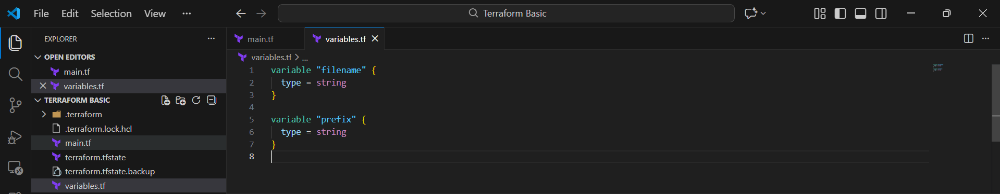 File Edit Selection View ···
Terraform Basic
EXPLORER ···
OPEN EDITORS
main.tf
variables.tf
TERRAFORM BASIC
.terraform
.terraform.lock.hcl
main.tf
terraform.tfstate
terraform.tfstate.backup
variables.tf
main.tf variables.tf
variables.tf > ...
1 variable "filename" {
2 type = string
3 }
4
5 variable "prefix" {
6 type = string
7 }
8